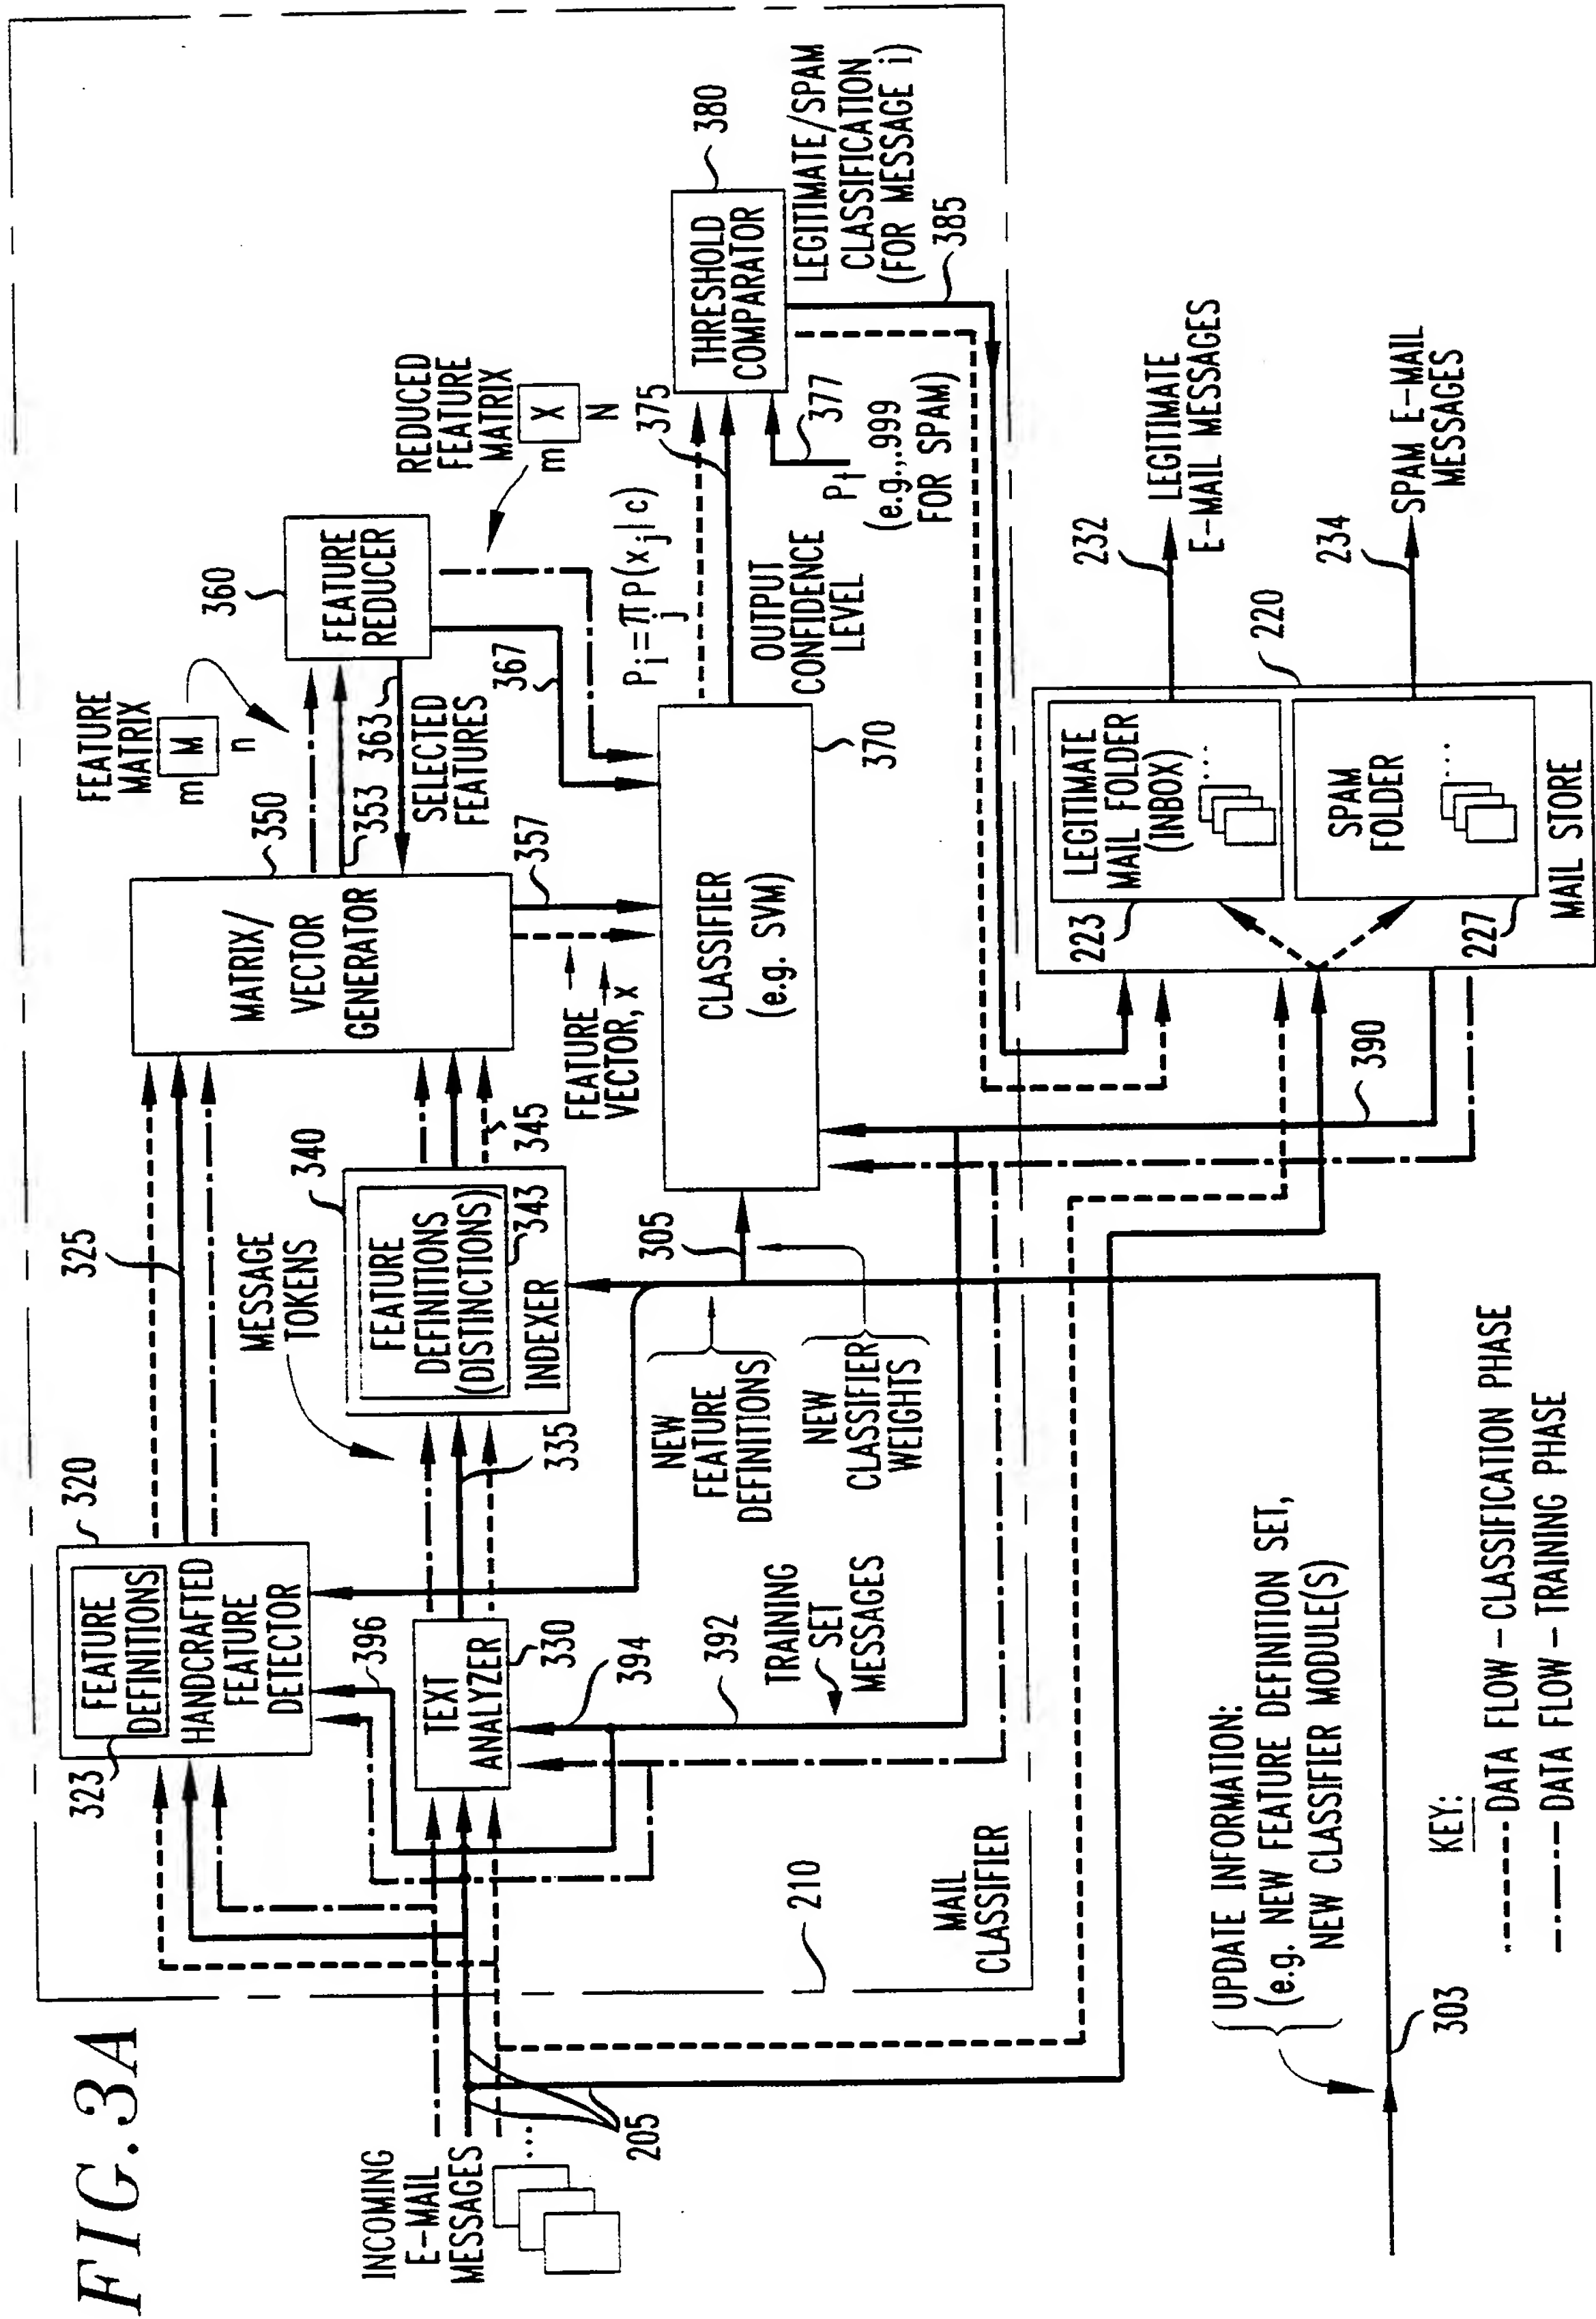 FIG. 3A
INCOMING
E-MAIL
MESSAGES
....
205
323
FEATURE
DEFINITIONS
HANDCRAFTED
FEATURE
DETECTOR
320
396
TEXT
ANALYZER
330
394
392
TRAINING
SET
MESSAGES
325
MESSAGE
TOKENS
335
340
FEATURE
DEFINITIONS
(DISTINCTIONS)
343
INDEXER
345
NEW
FEATURE
DEFINITIONS
NEW
CLASSIFIER
WEIGHTS
305
MATRIX/
VECTOR
GENERATOR
350
353
363
SELECTED
FEATURES
357
FEATURE
VECTOR, x
FEATURE
MATRIX
m M
n
360
FEATURE
REDUCER
367
REDUCED
FEATURE
MATRIX
m X
N
CLASSIFIER
(e.g. SVM)
370
Pi = π P(xj|c)
j
375
OUTPUT
CONFIDENCE
LEVEL
THRESHOLD
COMPARATOR
380
377
Pt
(e.g.,.999
FOR SPAM)
LEGITIMATE/SPAM
CLASSIFICATION
(FOR MESSAGE i)
385
MAIL
CLASSIFIER
210
LEGITIMATE
MAIL FOLDER
(INBOX)
...
223
SPAM
FOLDER
...
227
MAIL STORE
220
232
LEGITIMATE
E-MAIL MESSAGES
234
SPAM E-MAIL
MESSAGES
390
UPDATE INFORMATION:
(e.g. NEW FEATURE DEFINITION SET,
NEW CLASSIFIER MODULE(S)
303
KEY:
DATA FLOW – CLASSIFICATION PHASE
DATA FLOW – TRAINING PHASE